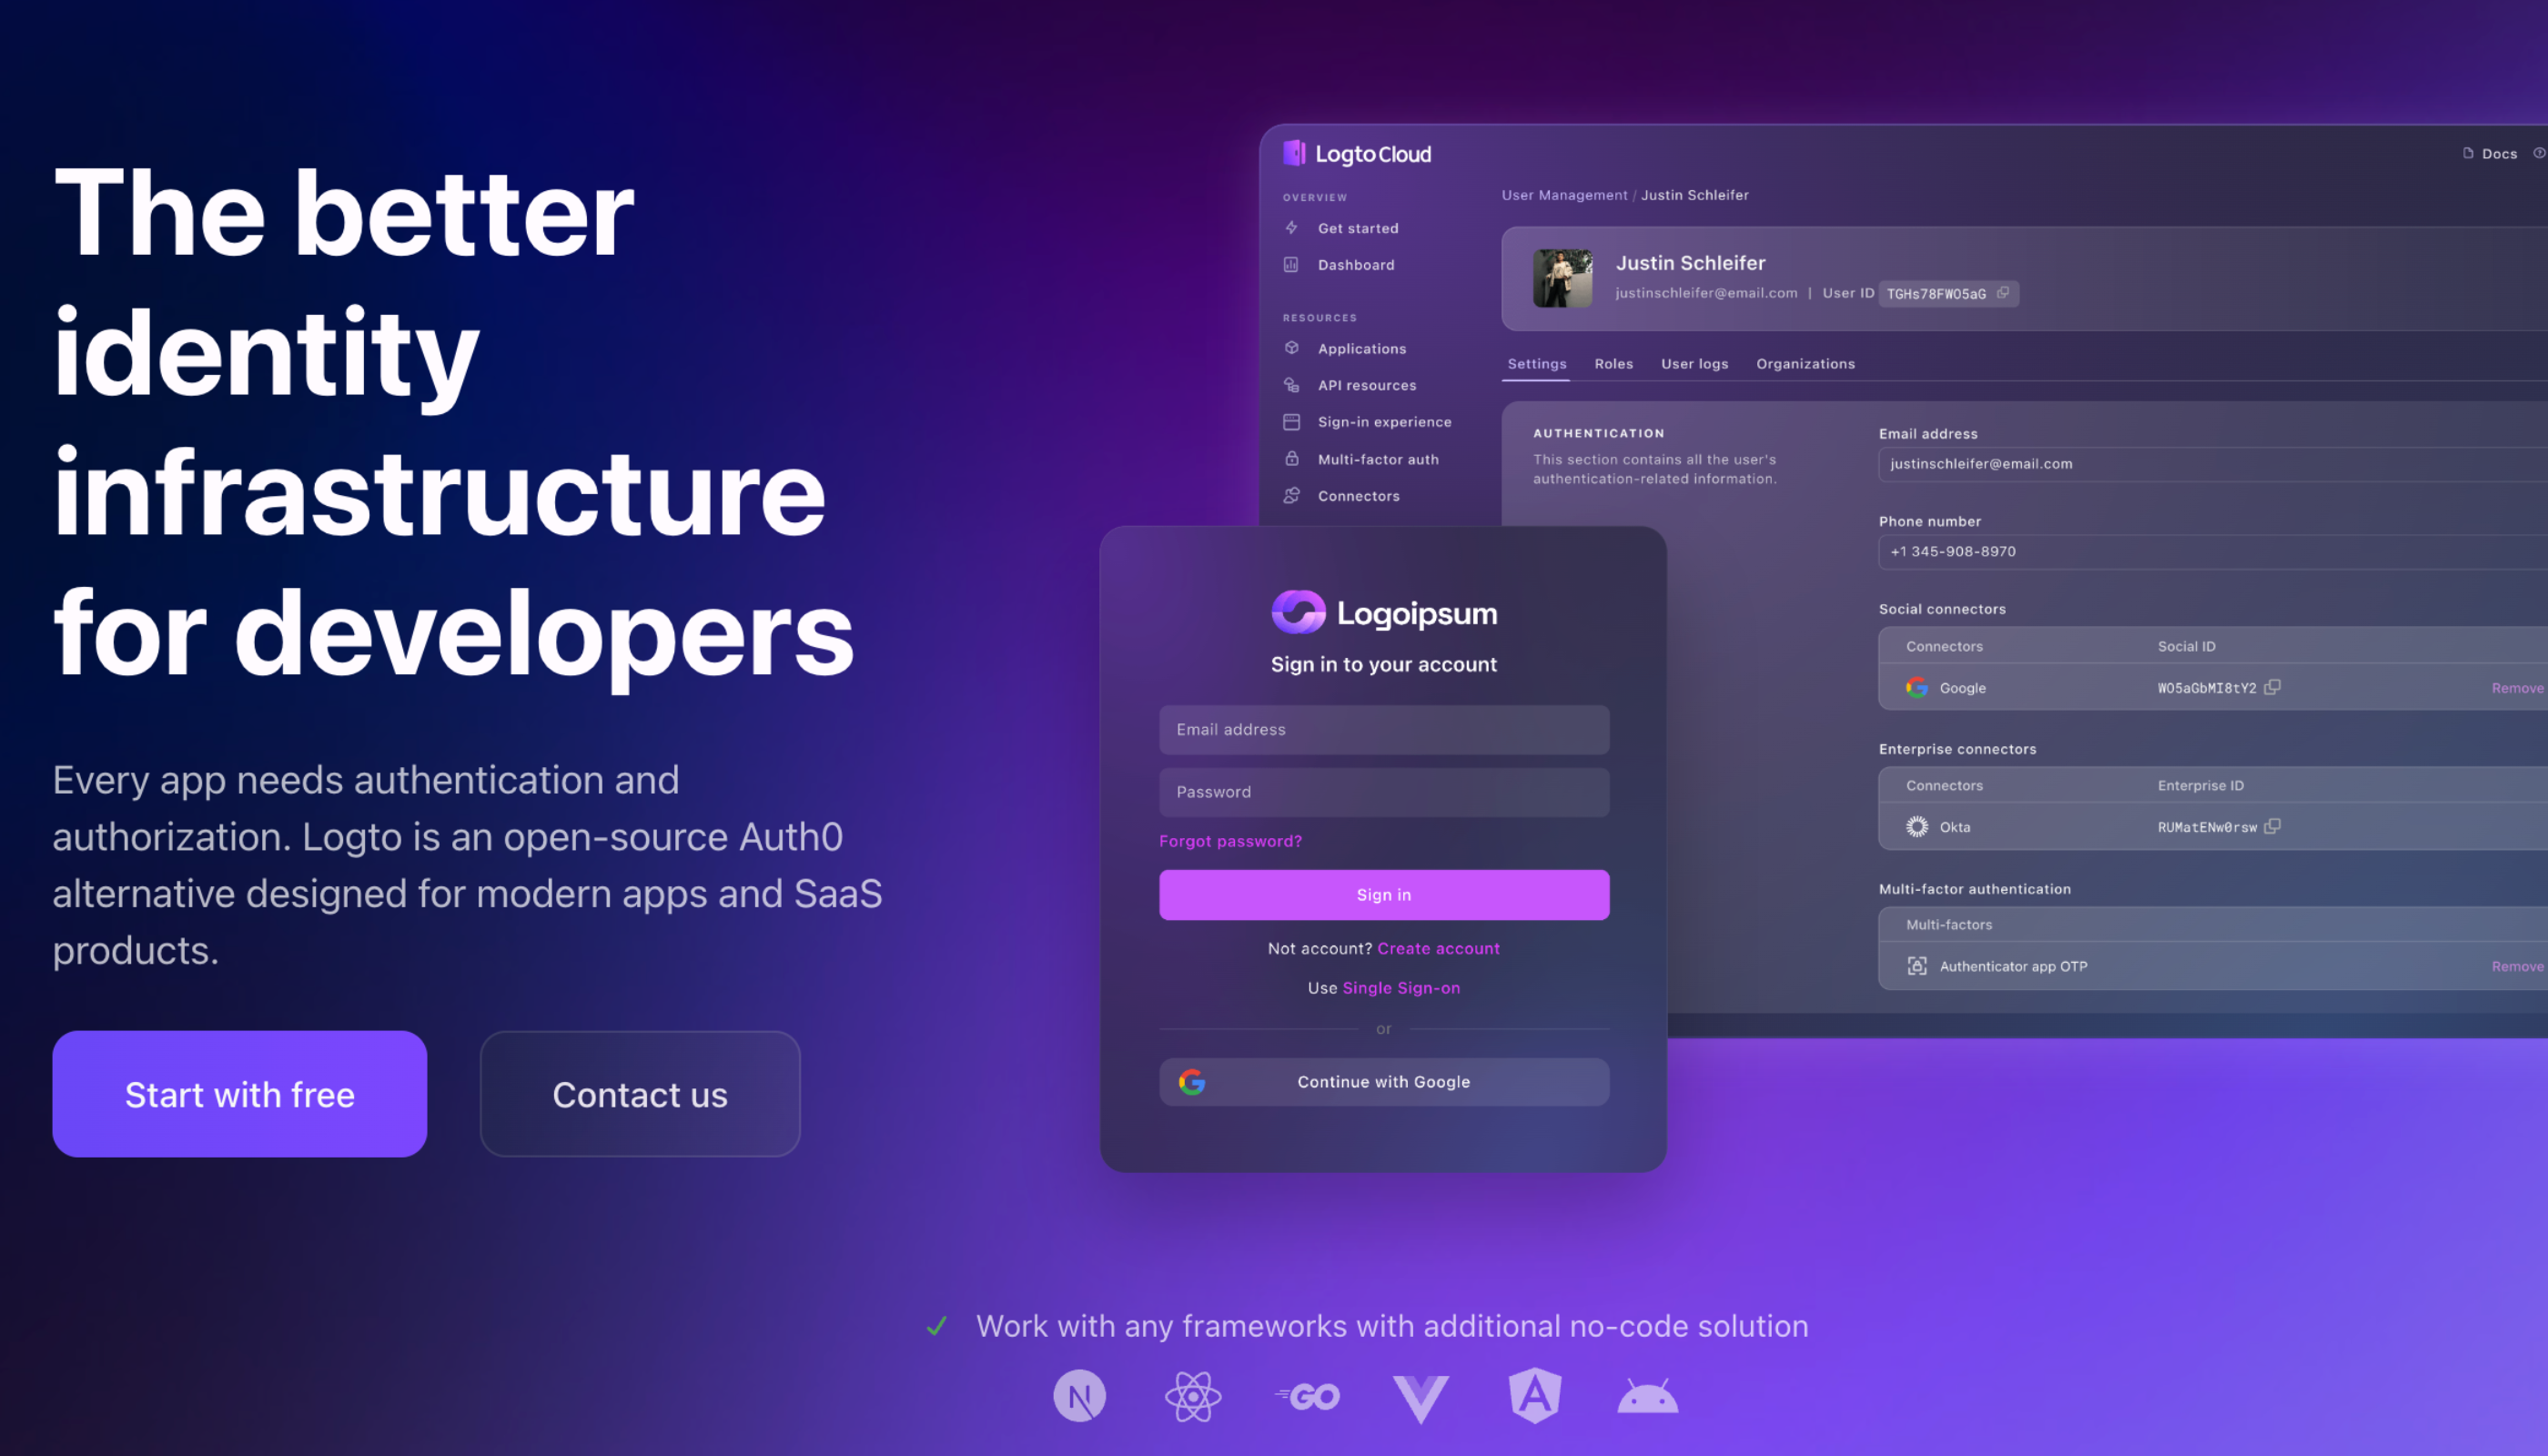 The better
identity
infrastructure
for developers
Every app needs authentication and
authorization. Logto is an open-source Auth0
alternative designed for modern apps and SaaS
products.
Start with free
Contact us
Logto Cloud
Docs
OVERVIEW
Get started
Dashboard
RESOURCES
Applications
API resources
Sign-in experience
Multi-factor auth
Connectors
User Management / Justin Schleifer
Justin Schleifer
justinschleifer@email.com | User ID TGHs78FWO5aG
Settings Roles User logs Organizations
AUTHENTICATION
This section contains all the user's
authentication-related information.
Email address
justinschleifer@email.com
Phone number
+1 345-908-8970
Social connectors
Connectors Social ID
Google WO5aGbMI8tY2 Remove
Enterprise connectors
Connectors Enterprise ID
Okta RUMatENw0rsw
Multi-factor authentication
Multi-factors
Authenticator app OTP Remove
Logoipsum
Sign in to your account
Email address
Password
Forgot password?
Sign in
Not account? Create account
Use Single Sign-on
or
Continue with Google
Work with any frameworks with additional no-code solution
N GO A